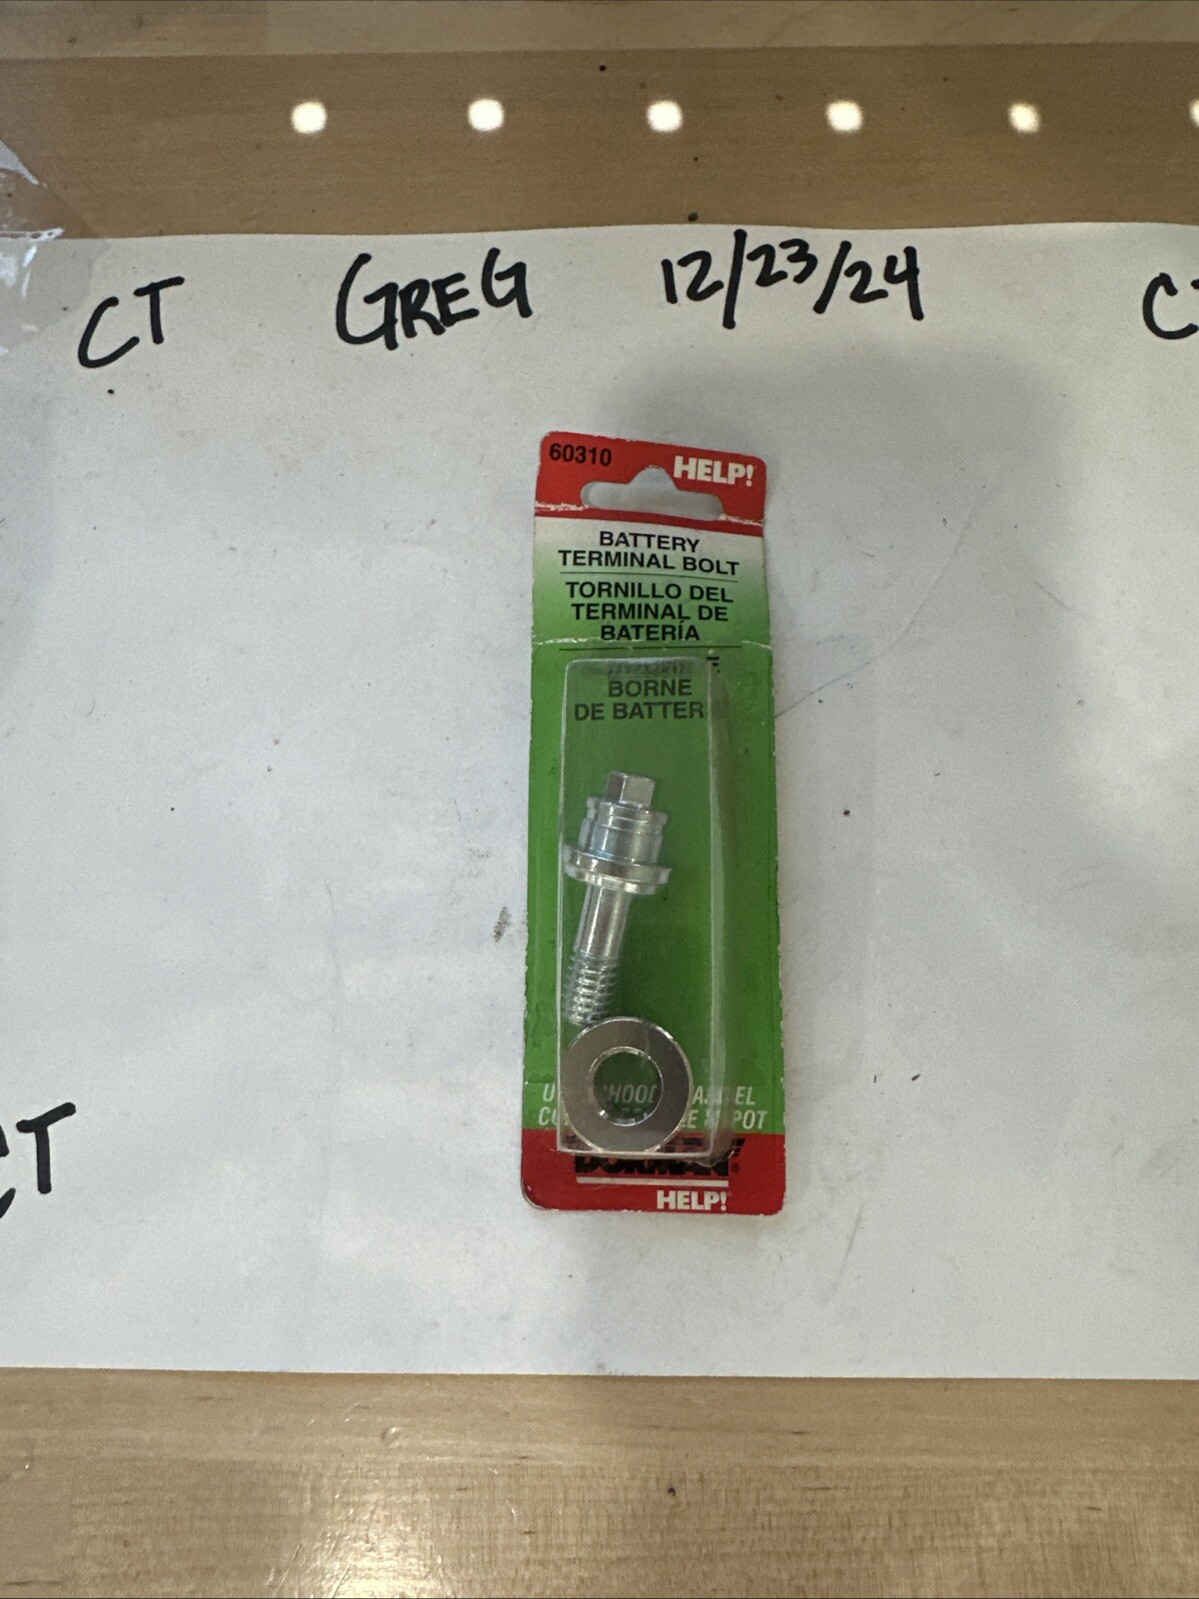 CT GREG 12/23/24
60310 HELP!
BATTERY
TERMINAL BOLT
TORNILLO DEL
TERMINAL DE
BATERÍA
BORNE
DE BATTER
DORMAN®
HELP!
CT